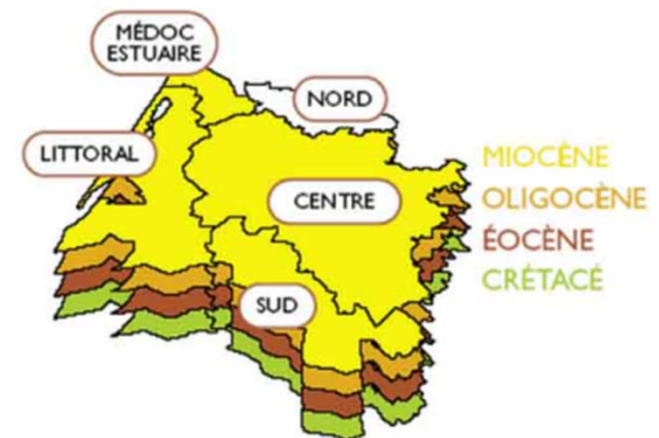 MÉDOC
ESTUAIRE
NORD
LITTORAL
CENTRE
SUD
MIOCÈNE
OLIGOCÈNE
ÉOCÈNE
CRÉTACÉ